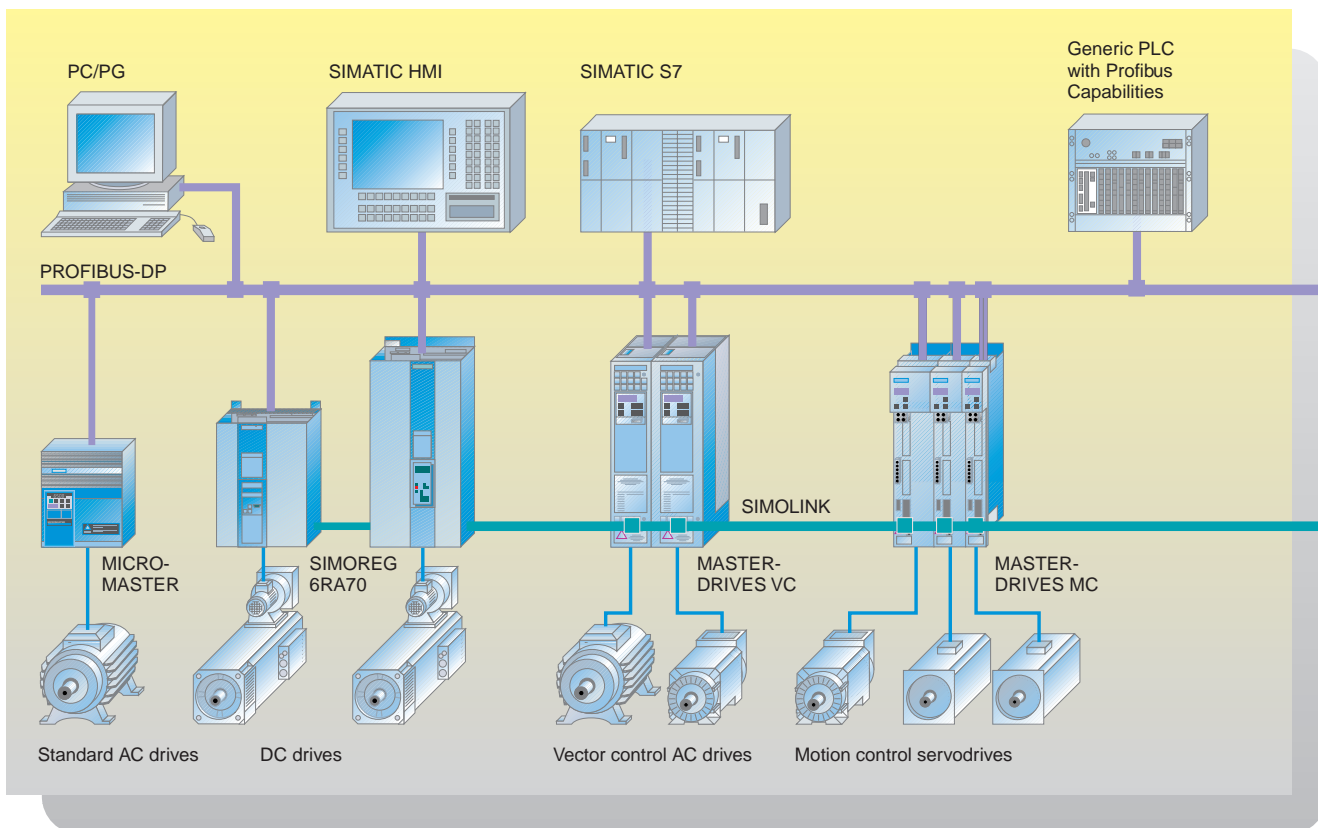 PC/PG
SIMATIC HMI
SIMATIC S7
Generic PLC
with Profibus
Capabilities
PROFIBUS-DP
SIMOLINK
MICRO-
MASTER
SIMOREG
6RA70
MASTER-
DRIVES VC
MASTER-
DRIVES MC
Standard AC drives
DC drives
Vector control AC drives
Motion control servodrives